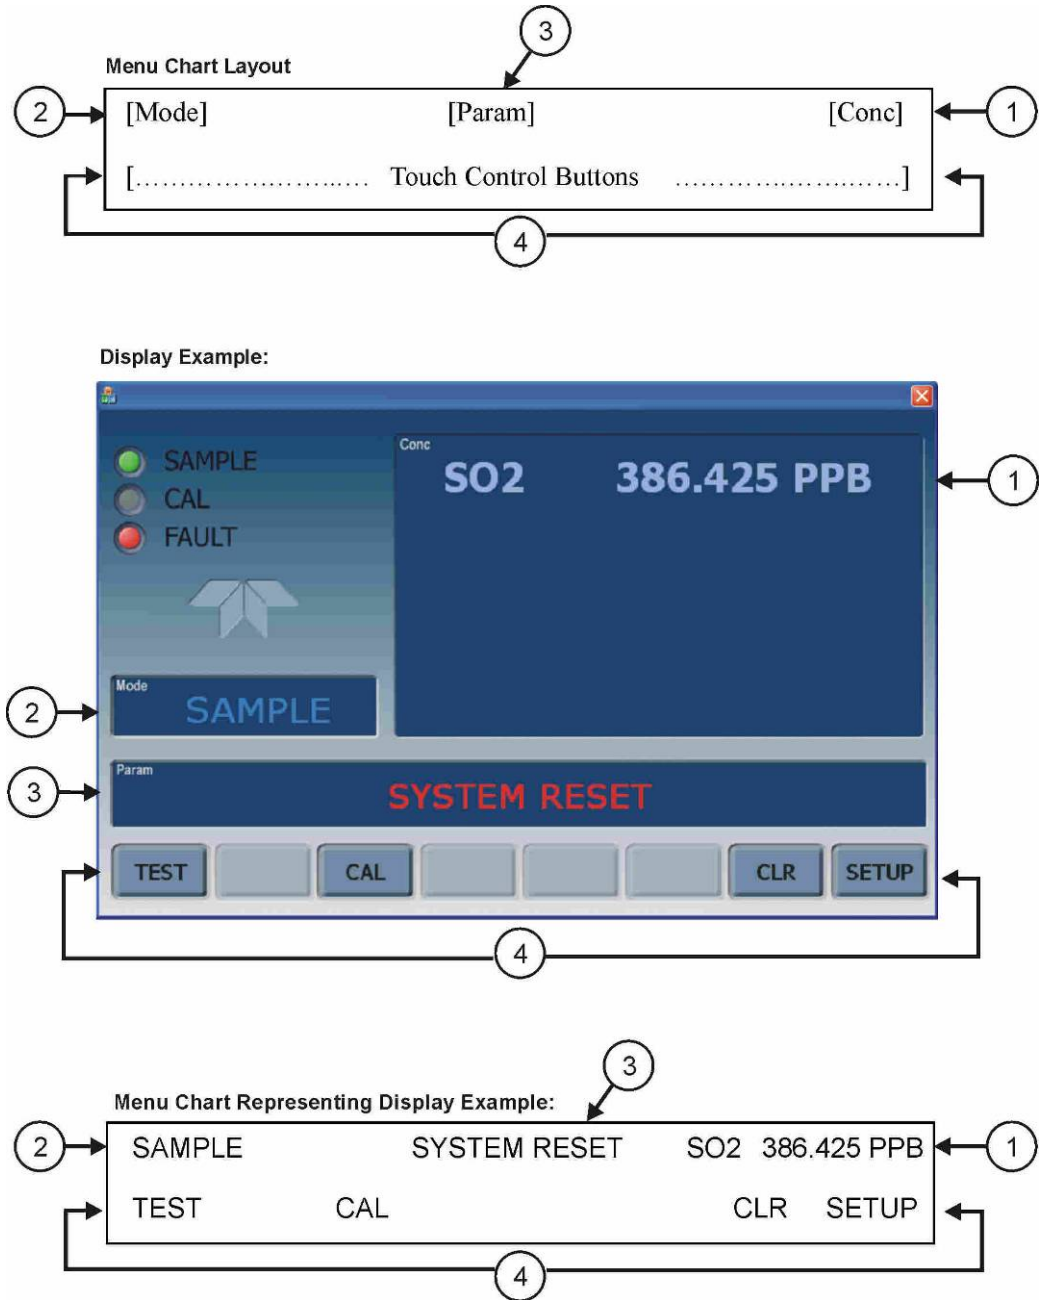 3
Menu Chart Layout
2 [Mode] [Param] [Conc] 1
[........................ Touch Control Buttons ........................]
4
Display Example:
SAMPLE
CAL
FAULT
Conc
SO2 386.425 PPB
1
Mode
2 SAMPLE
Param
3 SYSTEM RESET
TEST CAL CLR SETUP
4
3
Menu Chart Representing Display Example:
2 SAMPLE SYSTEM RESET SO2 386.425 PPB 1
TEST CAL CLR SETUP
4